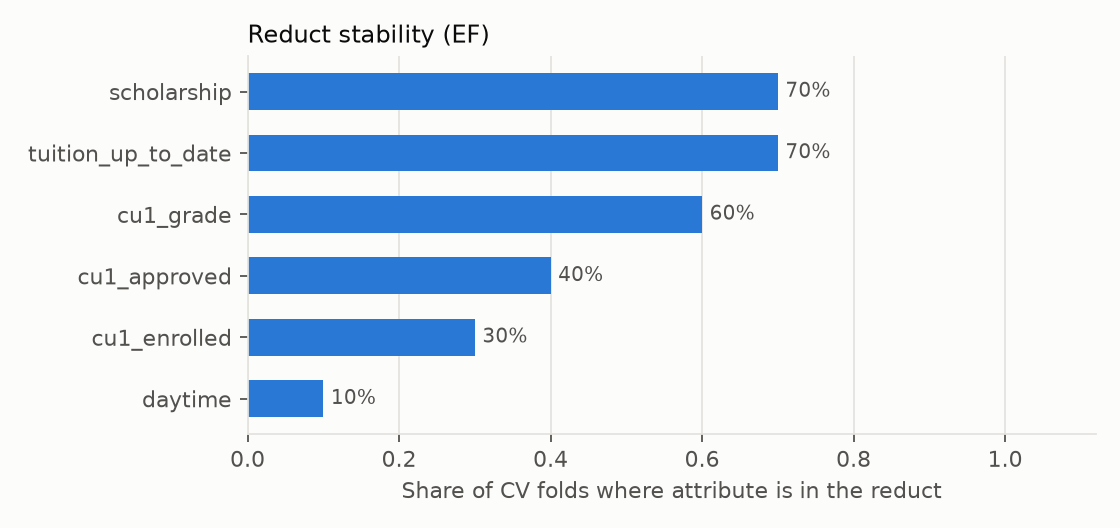 Reduct stability (EF)
scholarship 70%
tuition_up_to_date 70%
cu1_grade 60%
cu1_approved 40%
cu1_enrolled 30%
daytime 10%
0.0 0.2 0.4 0.6 0.8 1.0
Share of CV folds where attribute is in the reduct